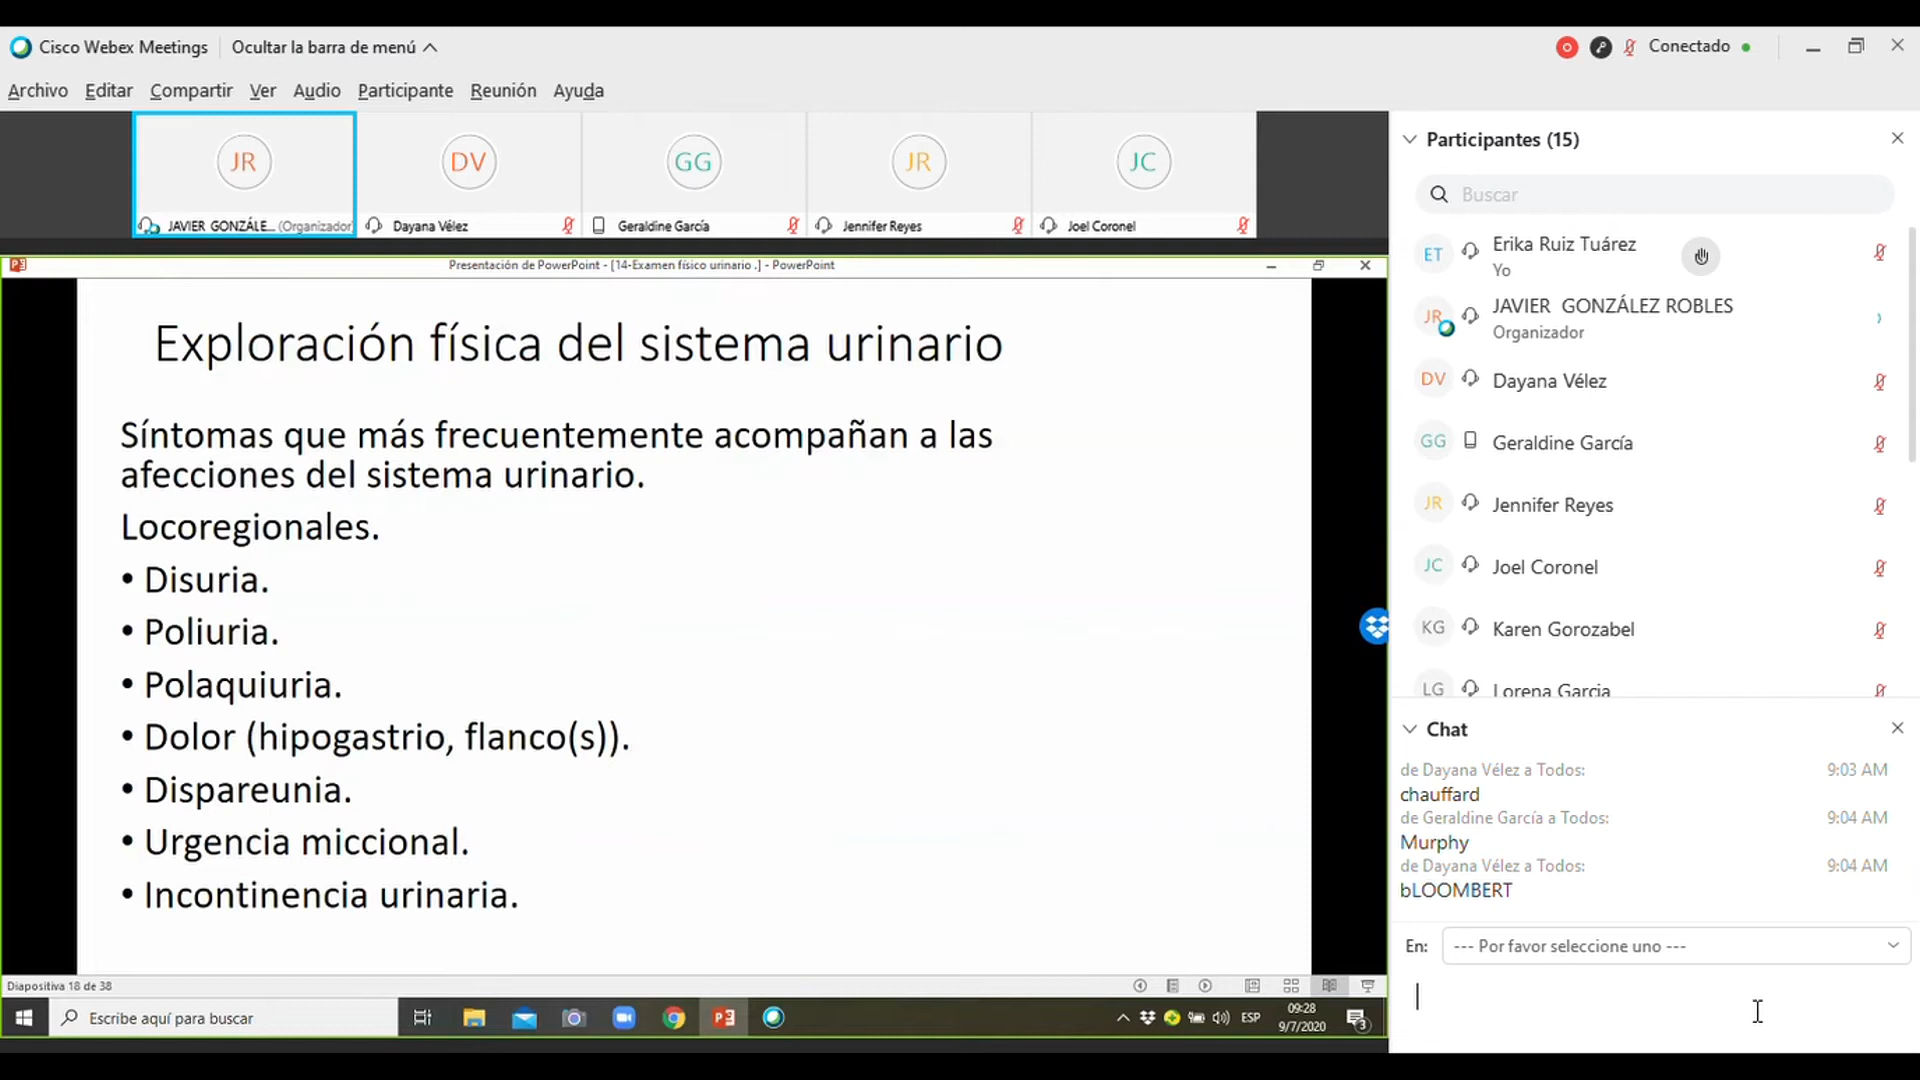 Cisco Webex Meetings
Ocultar la barra de menú
Conectado
Archivo Editar Compartir Ver Audio Participante Reunión Ayuda
JR
DV
GG
JR
JC
JAVIER GONZÁLE... (Organizador)
Dayana Vélez
Geraldine García
Jennifer Reyes
Joel Coronel
Presentación de PowerPoint - [14-Examen físico urinario .] - PowerPoint
Exploración física del sistema urinario
Síntomas que más frecuentemente acompañan a las
afecciones del sistema urinario.
Locoregionales.
• Disuria.
• Poliuria.
• Polaquiuria.
• Dolor (hipogastrio, flanco(s)).
• Dispareunia.
• Urgencia miccional.
• Incontinencia urinaria.
Diapositiva 18 de 38
Escribe aquí para buscar
ESP
09:28
9/7/2020
3
Participantes (15)
Buscar
ET Erika Ruiz Tuárez
Yo
JR JAVIER GONZÁLEZ ROBLES
Organizador
DV Dayana Vélez
GG Geraldine García
JR Jennifer Reyes
JC Joel Coronel
KG Karen Gorozabel
LG Lorena Garcia
Chat
de Dayana Vélez a Todos: 9:03 AM
chauffard
de Geraldine García a Todos: 9:04 AM
Murphy
de Dayana Vélez a Todos: 9:04 AM
bLOOMBERT
En: --- Por favor seleccione uno ---